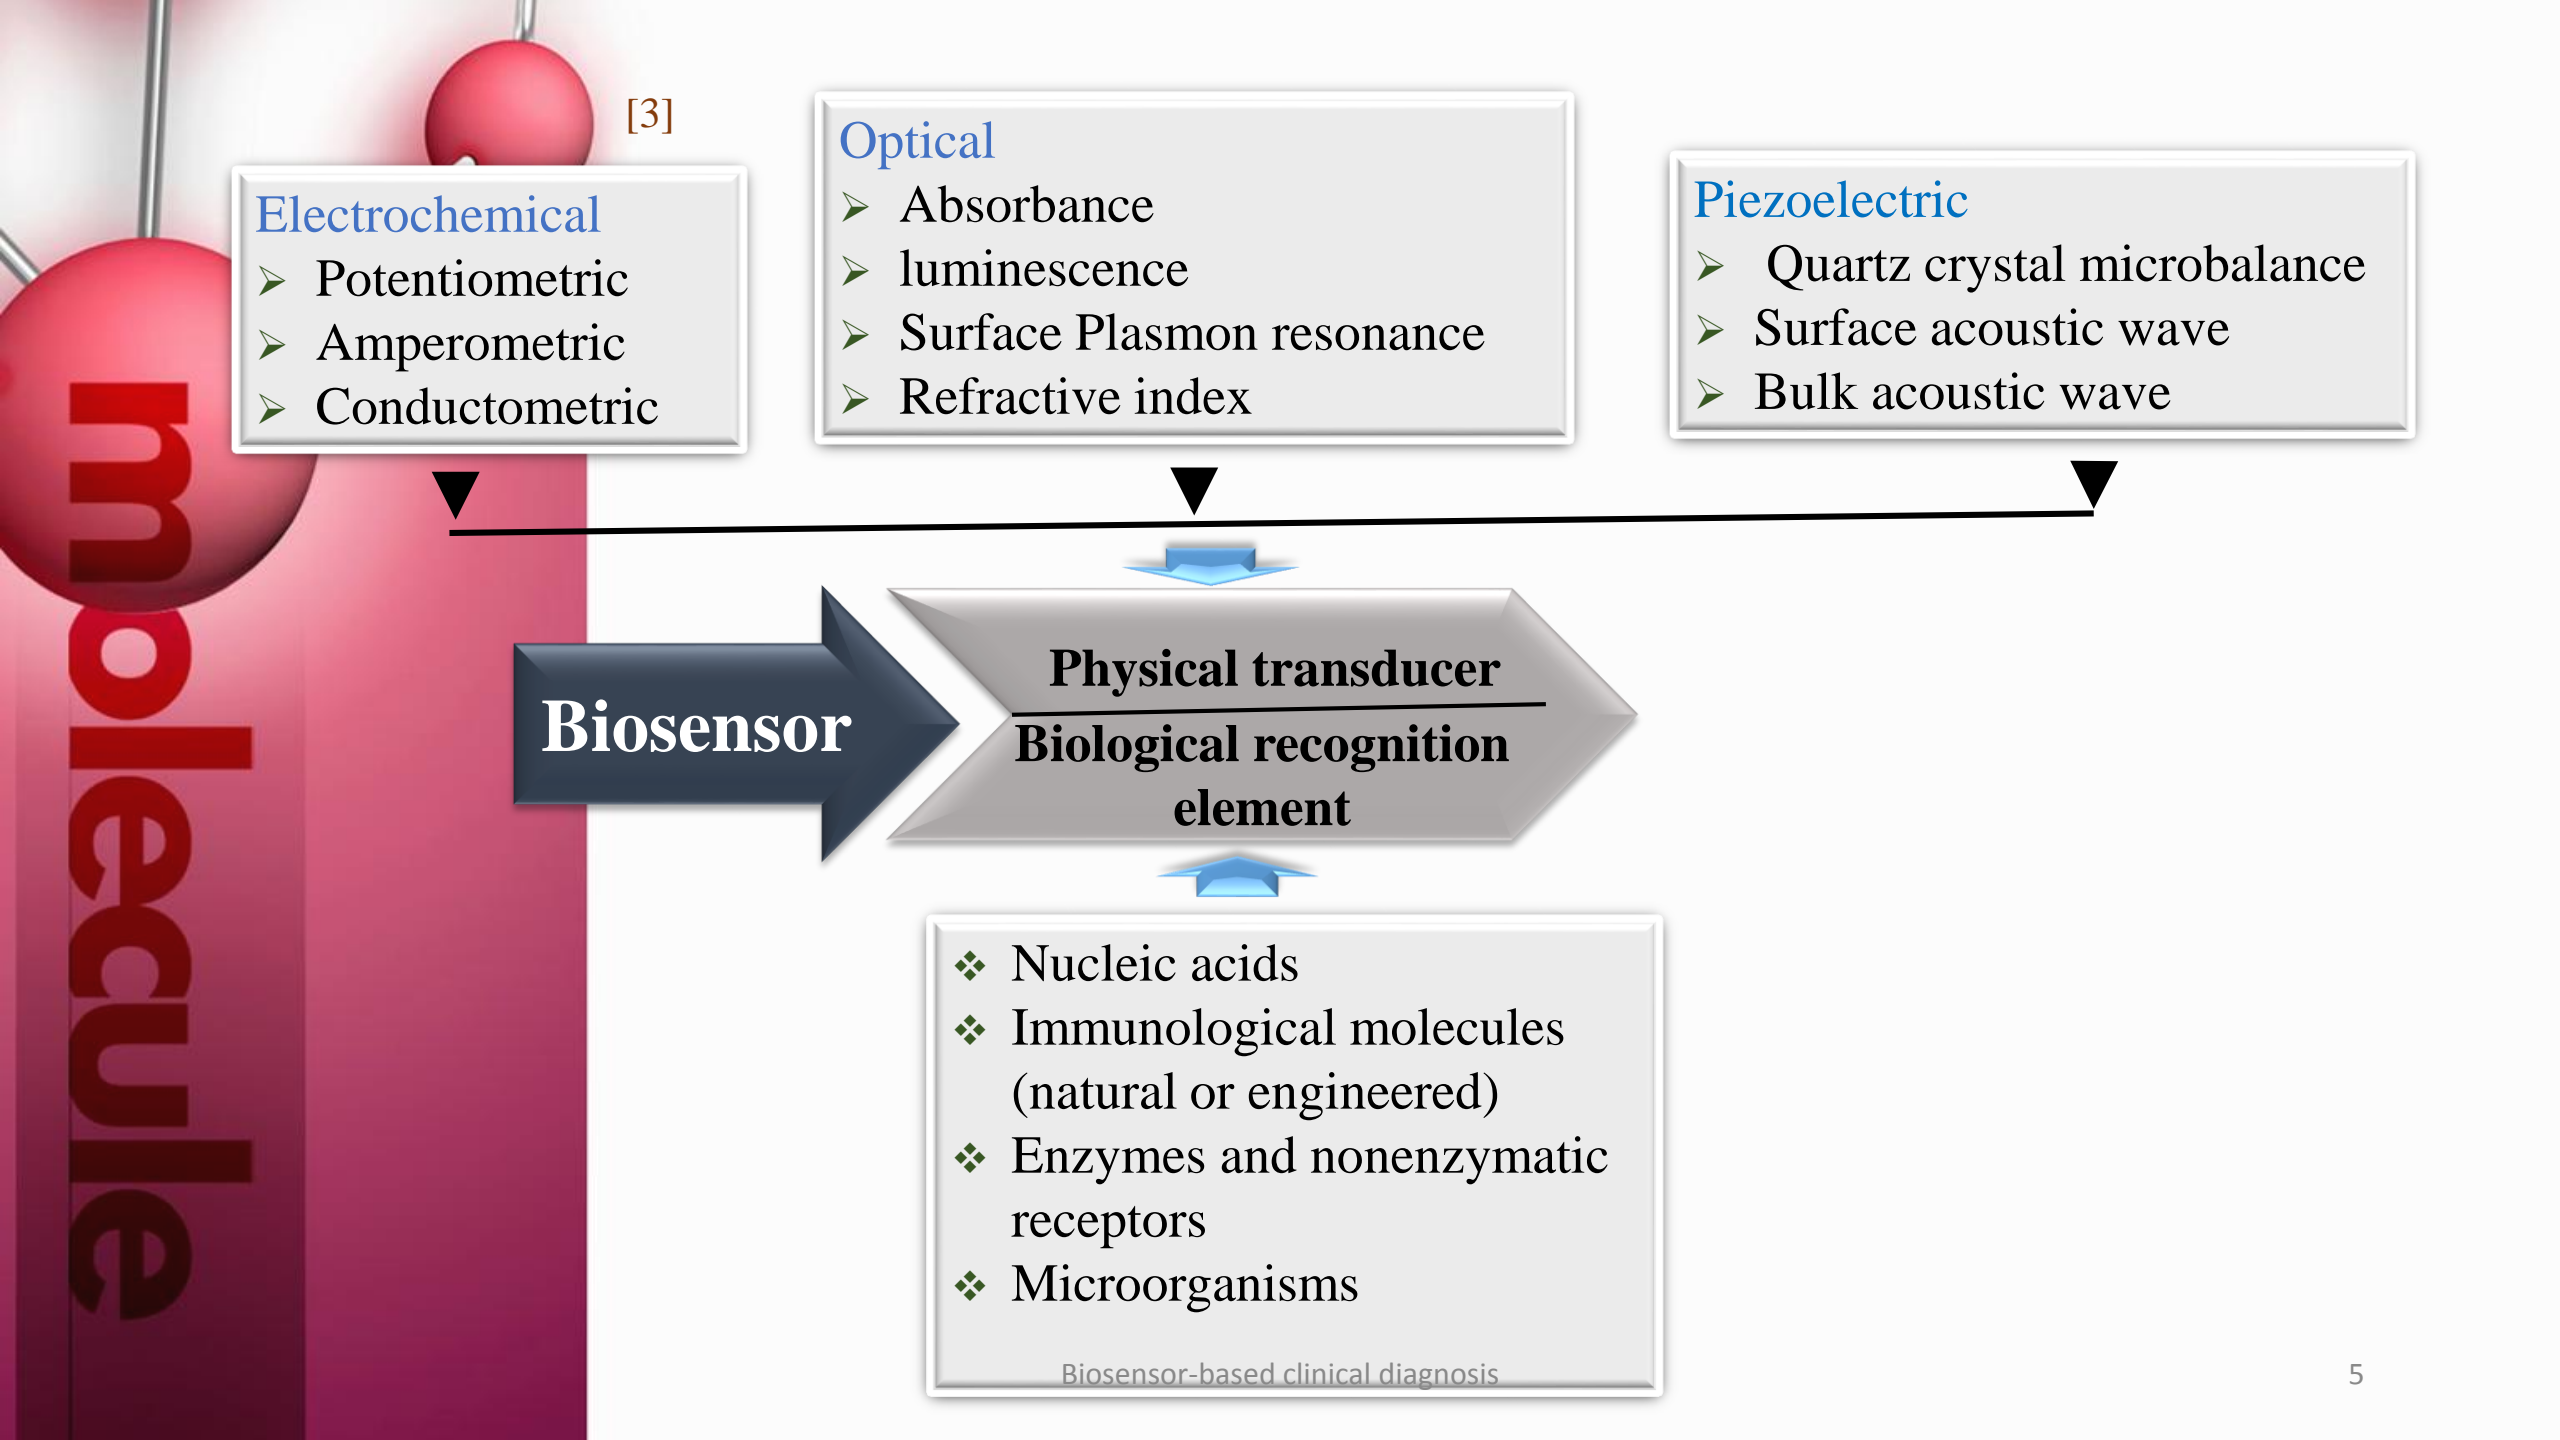 [3]
Electrochemical
➢ Potentiometric
➢ Amperometric
➢ Conductometric
Optical
➢ Absorbance
➢ luminescence
➢ Surface Plasmon resonance
➢ Refractive index
Piezoelectric
➢ Quartz crystal microbalance
➢ Surface acoustic wave
➢ Bulk acoustic wave
Biosensor
Physical transducer
Biological recognition
element
❖ Nucleic acids
❖ Immunological molecules
(natural or engineered)
❖ Enzymes and nonenzymatic
receptors
❖ Microorganisms
molecule
Biosensor-based clinical diagnosis
5